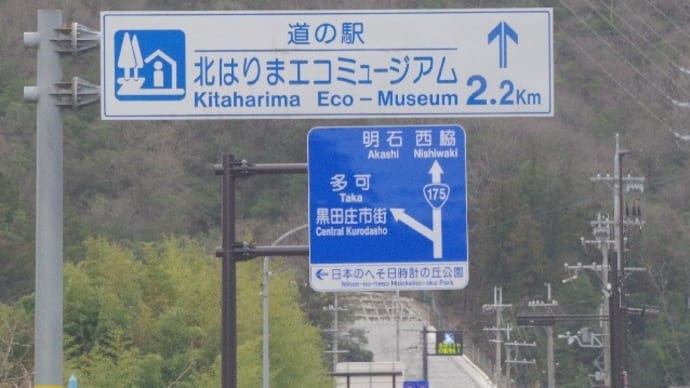 道の駅
北はりまエコミュージアム
Kitaharima Eco-Museum 2.2Km
明石 西脇
Akashi Nishiwaki
175
多可
Taka
黒田庄市街
Central Kurodasho
←日本のへそ日時計の丘公園
Nihon-no-heso Hidokeino-oka Park